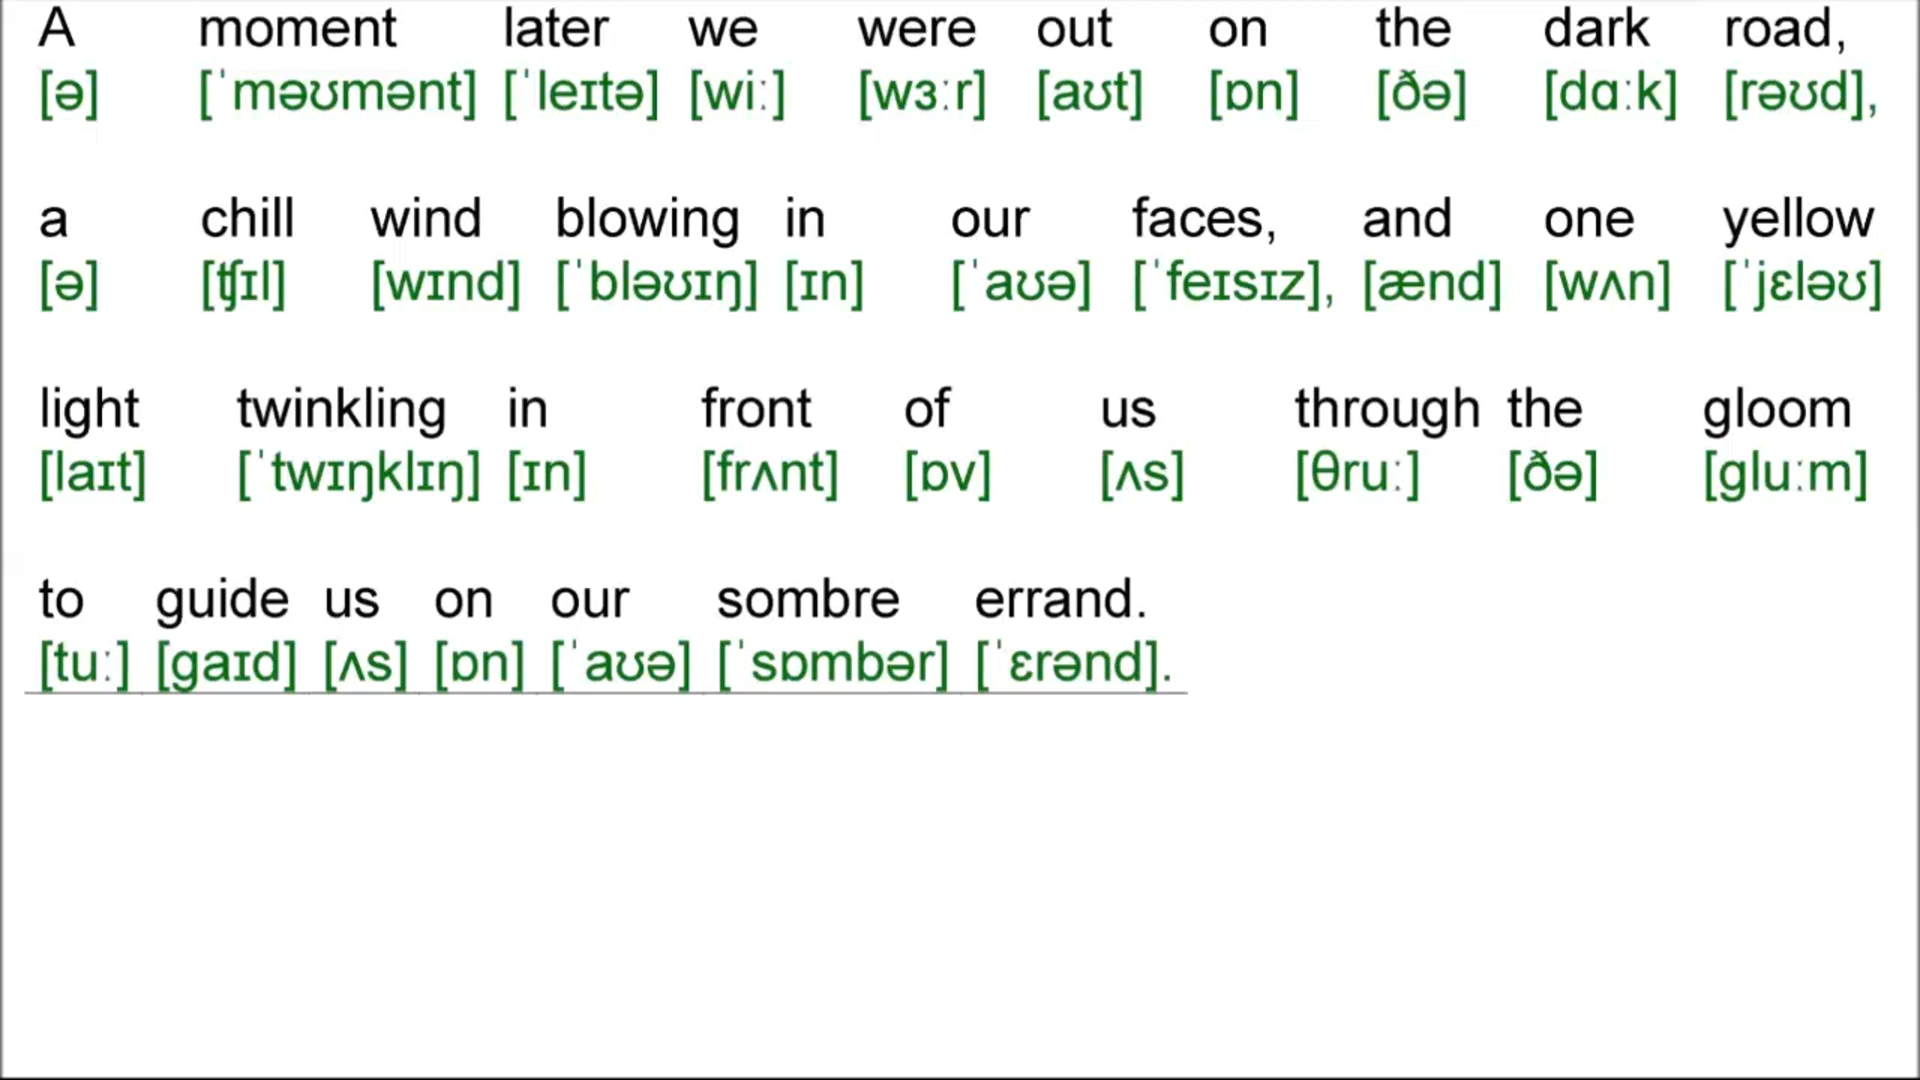 A moment later we were out on the dark road,
[ə] [ˈməʊmənt] [ˈleɪtə] [wiː] [wɜːr] [aʊt] [ɒn] [ðə] [dɑːk] [rəʊd],
a chill wind blowing in our faces, and one yellow
[ə] [ʧɪl] [wɪnd] [ˈbləʊɪŋ] [ɪn] [ˈaʊə] [ˈfeɪsɪz], [ænd] [wʌn] [ˈjɛləʊ]
light twinkling in front of us through the gloom
[laɪt] [ˈtwɪŋklɪŋ] [ɪn] [frʌnt] [ɒv] [ʌs] [θruː] [ðə] [gluːm]
to guide us on our sombre errand.
[tuː] [gaɪd] [ʌs] [ɒn] [ˈaʊə] [ˈsɒmbər] [ˈɛrənd].